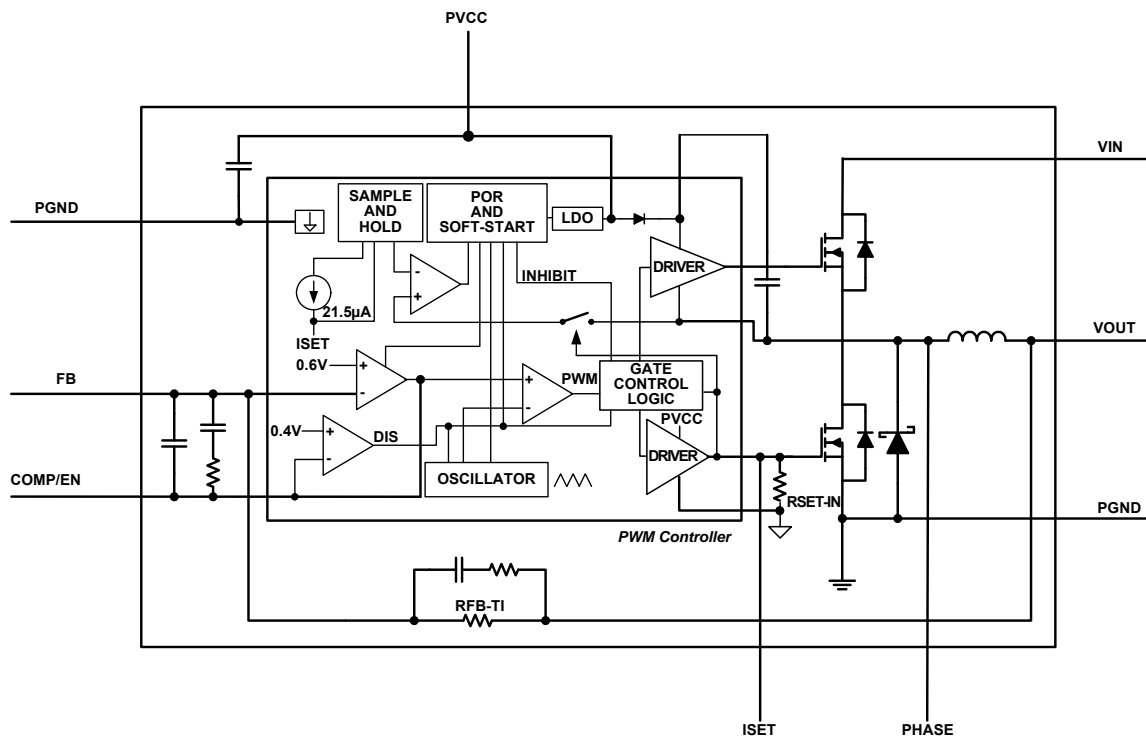 PVCC
VIN
PGND
SAMPLE
AND
HOLD
POR
AND
SOFT-START
LDO
DRIVER
INHIBIT
21.5µA
ISET
VOUT
0.6V
FB
PWM
GATE
CONTROL
LOGIC
0.4V
DIS
PVCC
DRIVER
COMP/EN
OSCILLATOR
RSET-IN
PGND
PWM Controller
RFB-TI
ISET
PHASE